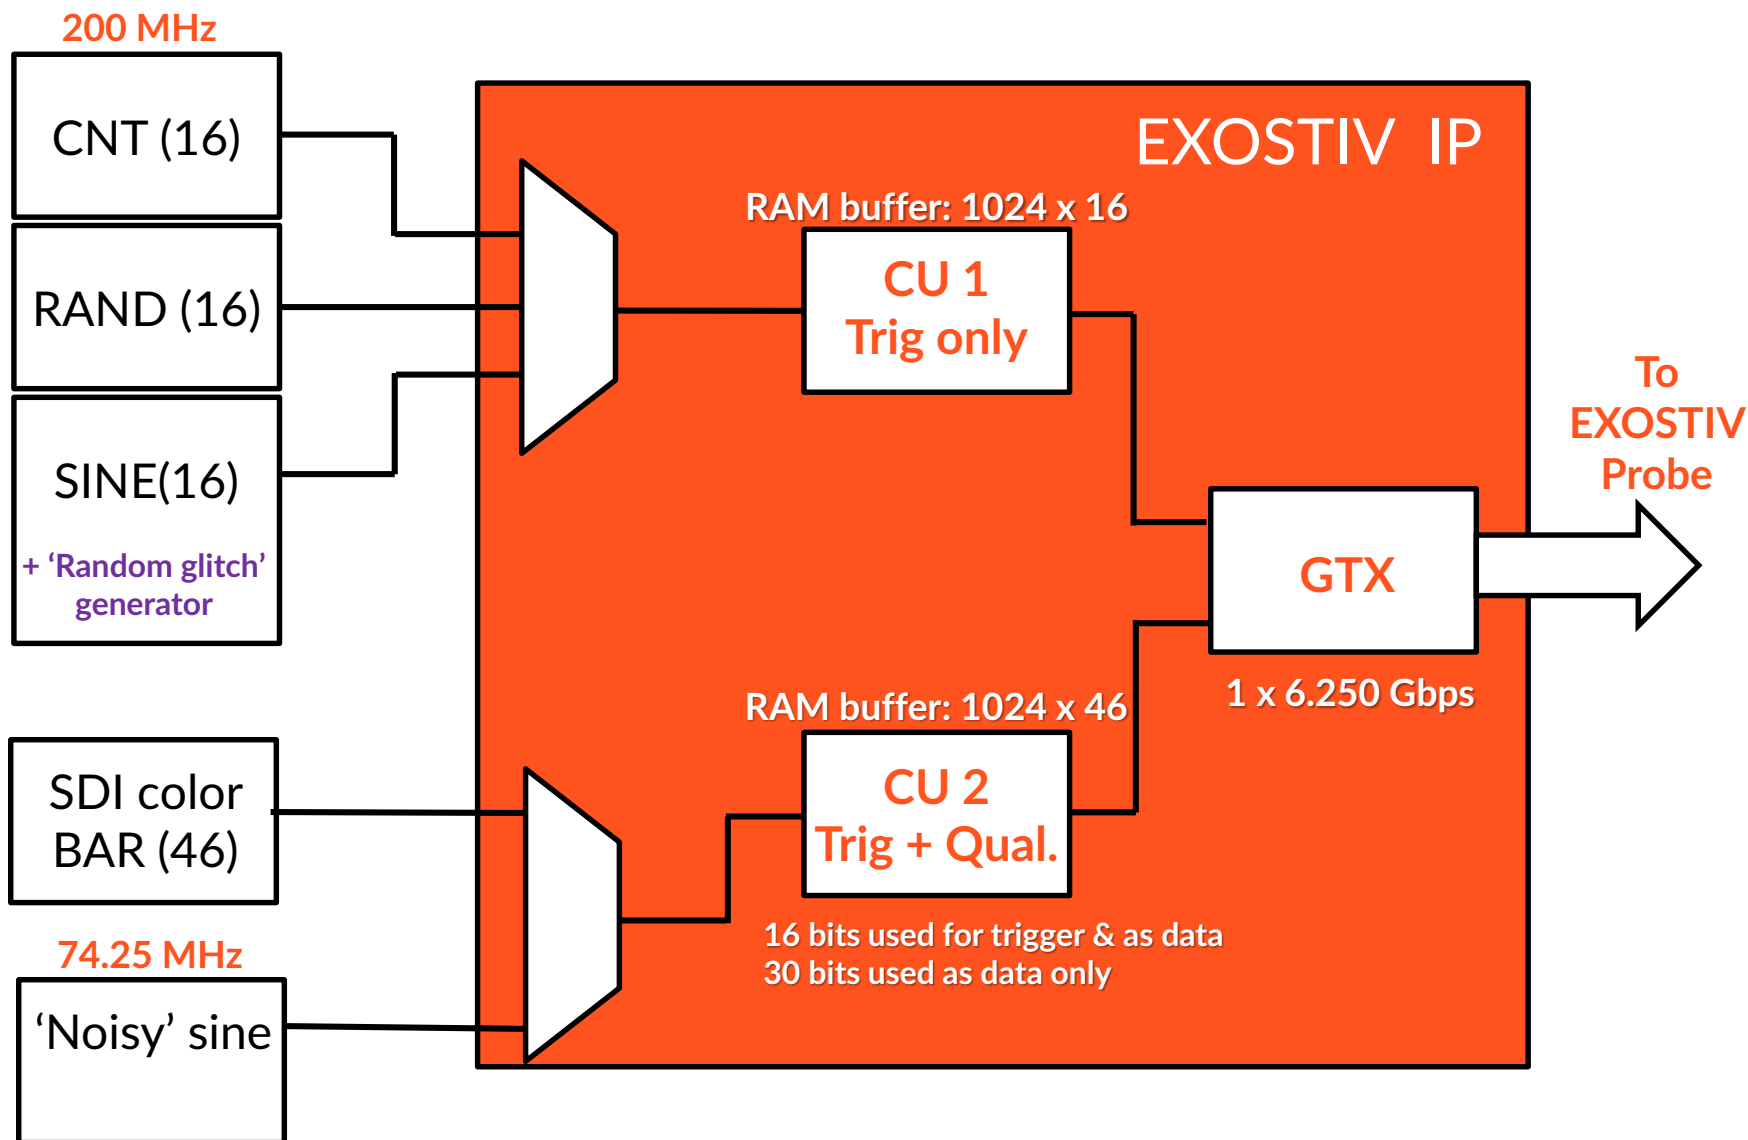 200 MHz
CNT (16)
RAND (16)
SINE(16)
+ ‘Random glitch’
generator
SDI color
BAR (46)
74.25 MHz
‘Noisy’ sine
EXOSTIV IP
RAM buffer: 1024 x 16
CU 1
Trig only
RAM buffer: 1024 x 46
CU 2
Trig + Qual.
16 bits used for trigger & as data
30 bits used as data only
GTX
1 x 6.250 Gbps
To
EXOSTIV
Probe